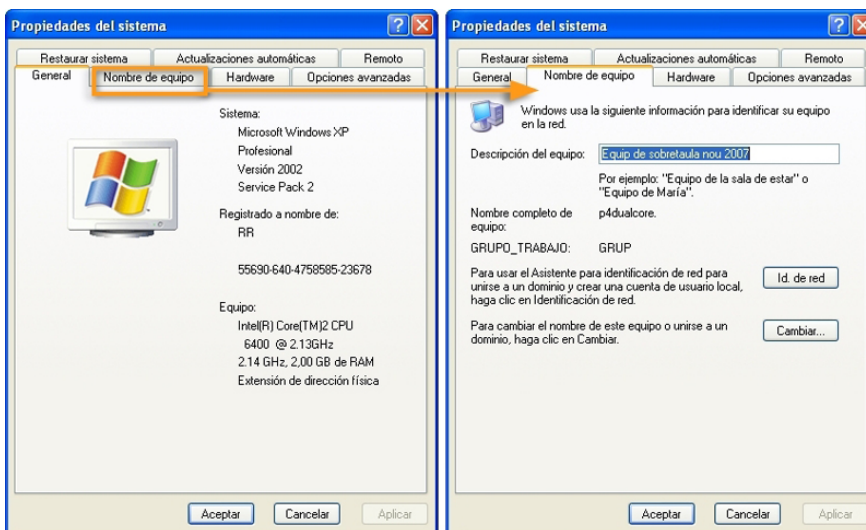 Propiedades del sistema
Restaurar sistema
Actualizaciones automáticas
Remoto
General
Nombre de equipo
Hardware
Opciones avanzadas
Sistema:
Microsoft Windows XP
Profesional
Versión 2002
Service Pack 2
Registrado a nombre de:
RR
55690-640-4758585-23678
Equipo:
Intel(R) Core(TM)2 CPU
6400 @ 2.13GHz
2.14 GHz, 2,00 GB de RAM
Extensión de dirección física
Aceptar
Cancelar
Aplicar
Propiedades del sistema
Restaurar sistema
Actualizaciones automáticas
Remoto
General
Nombre de equipo
Hardware
Opciones avanzadas
Windows usa la siguiente información para identificar su equipo
en la red.
Descripción del equipo:
Equip de sobretaula nou 2007
Por ejemplo: "Equipo de la sala de estar" o
"Equipo de María".
Nombre completo de
equipo:
p4dualcore.
GRUPO_TRABAJO:
GRUP
Para usar el Asistente para identificación de red para
unirse a un dominio y crear una cuenta de usuario local,
haga clic en Identificación
de red.
Id. de red
Para cambiar el nombre de este equipo o unirse a un
dominio, haga clic en Cambiar.
Cambiar...
Aceptar
Cancelar
Aplicar